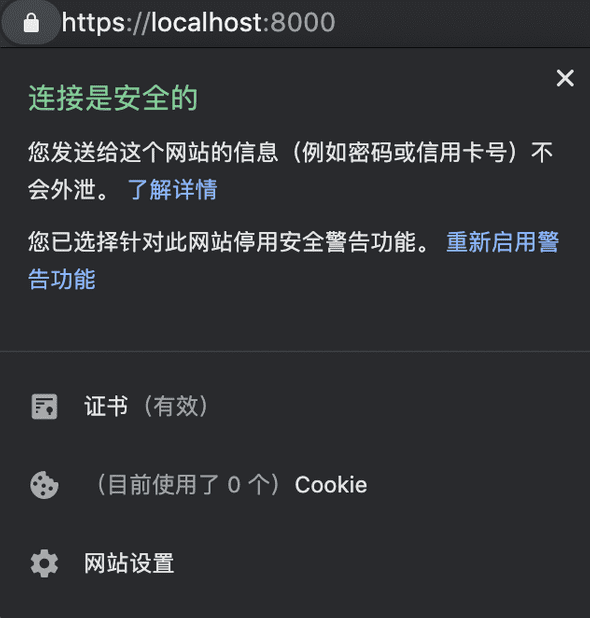 https://localhost:8000
连接是安全的
您发送给这个网站的信息（例如密码或信用卡号）不
会外泄。 了解详情
您已选择针对此网站停用安全警告功能。 重新启用警
告功能
证书（有效）
（目前使用了 0 个）Cookie
网站设置